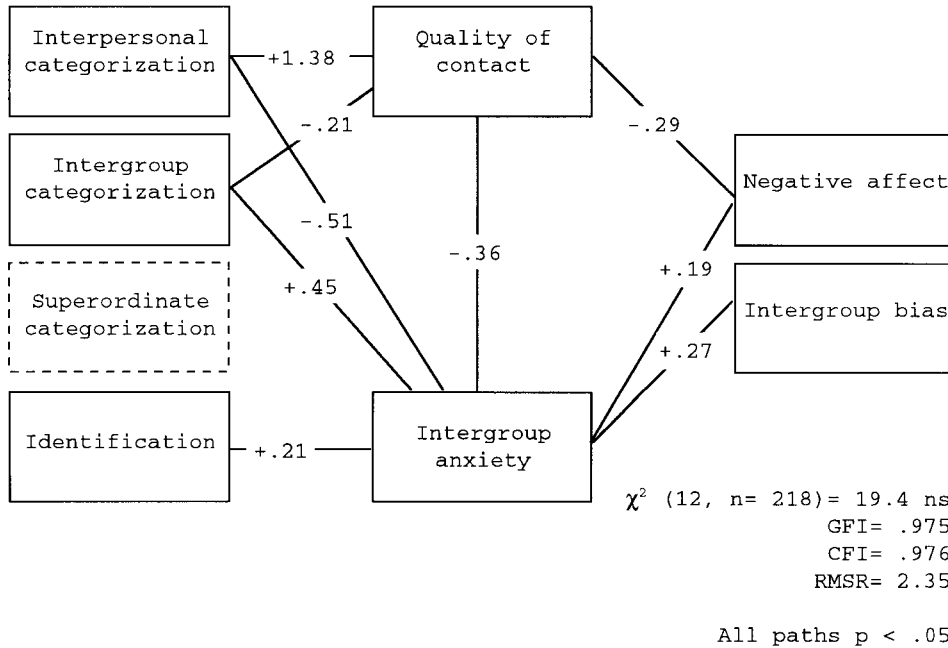 Interpersonal
categorization
+1.38
Quality of
contact
-.21
-.29
Intergroup
categorization
Negative affect
-.51
-.36
+.19
+.45
Superordinate
categorization
Intergroup bias
+.27
Identification
+.21
Intergroup
anxiety
χ² (12, n= 218)= 19.4 ns
GFI= .975
CFI= .976
RMSR= 2.35
All paths p < .05